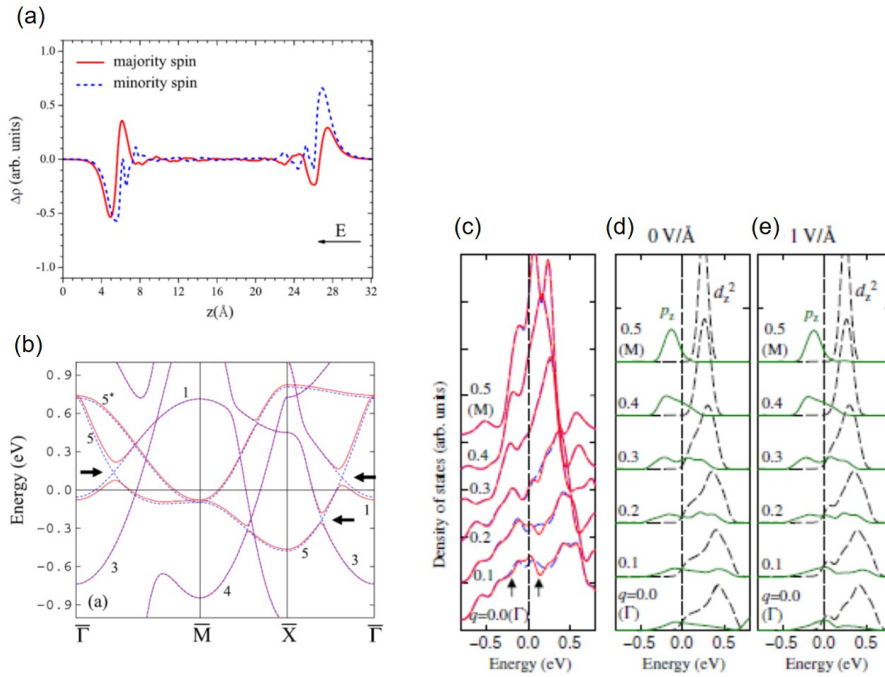 (a)
1.0
0.5
0.0
-0.5
-1.0
Δρ (arb. units)
majority spin
minority spin
E
0 4 8 12 16 20 24 28 32
z(Å)
(b)
0.9
0.6
0.3
0.0
-0.3
-0.6
-0.9
Energy (eV)
5*
5
1
3
4
5
1
3
(a)
Γ̅ M̅ X̅ Γ̅
(c)
Density of states (arb. units)
0.5
(M)
0.4
0.3
0.2
0.1
q=0.0(Γ)
−0.5 0.0 0.5
Energy (eV)
(d)
0 V/Å
d_z²
p_z
0.5
(M)
0.4
0.3
0.2
0.1
q=0.0
(Γ)
−0.5 0.0 0.5
Energy (eV)
(e)
1 V/Å
d_z²
p_z
0.5
(M)
0.4
0.3
0.2
0.1
q=0.0
(Γ)
−0.5 0.0 0.5
Energy (eV)